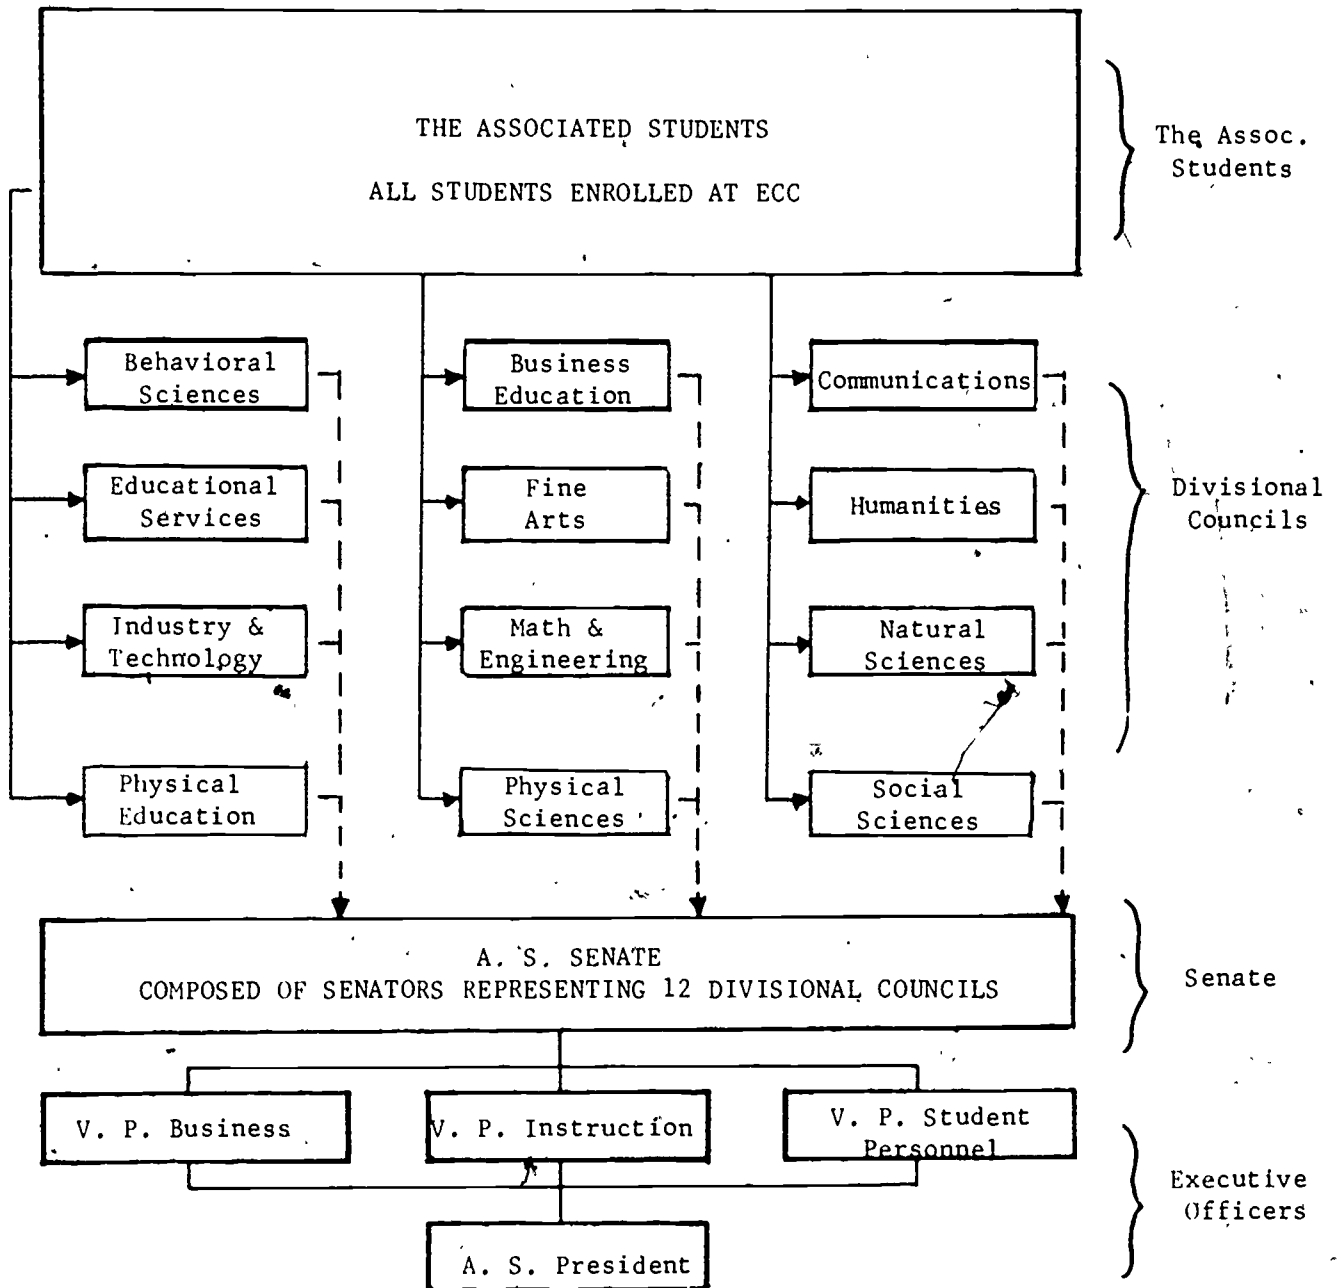 THE ASSOCIATED STUDENTS
ALL STUDENTS ENROLLED AT ECC
The Assoc.
Students
Behavioral
Sciences
Business
Education
Communications
Educational
Services
Fine
Arts
Humanities
Divisional
Councils
Industry &
Technology
Math &
Engineering
Natural
Sciences
Physical
Education
Physical
Sciences
Social
Sciences
A. S. SENATE
COMPOSED OF SENATORS REPRESENTING 12 DIVISIONAL COUNCILS
Senate
V. P. Business
V. P. Instruction
V. P. Student
Personnel
Executive
Officers
A. S. President